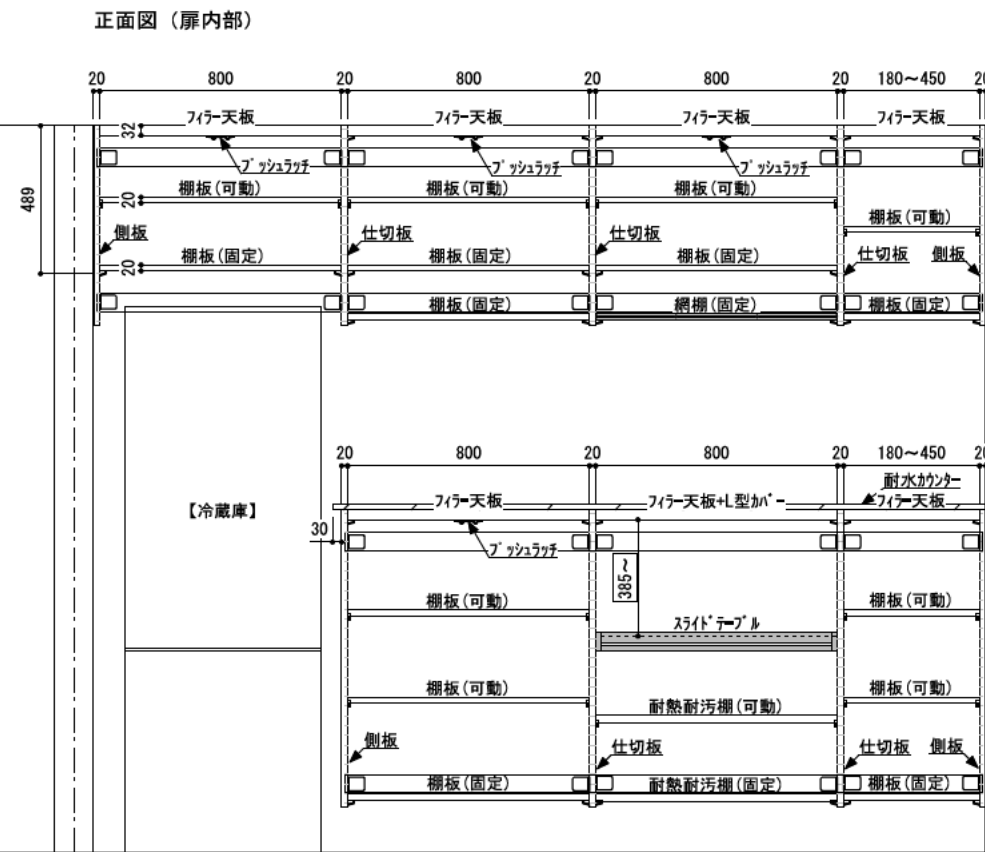 正面図（扉内部）
20 800 20 800 20 800 20 180～450 20
フィラー天板 フィラー天板 フィラー天板 フィラー天板
32
プッシュラッチ プッシュラッチ プッシュラッチ
489
棚板(可動) 棚板(可動) 棚板(可動)
20
棚板(可動)
側板 仕切板 仕切板
棚板(固定) 棚板(固定) 棚板(固定) 仕切板 側板
20
棚板(固定) 網棚(固定) 棚板(固定)
20 800 20 800 20 180～450 20
耐水カウンター
フィラー天板 フィラー天板+L型カバー フィラー天板
【冷蔵庫】
30
プッシュラッチ
385～
棚板(可動) 棚板(可動)
スライドテーブル
棚板(可動) 棚板(可動)
耐熱耐汚棚(可動)
側板 仕切板 仕切板 側板
棚板(固定) 耐熱耐汚棚(固定) 棚板(固定)